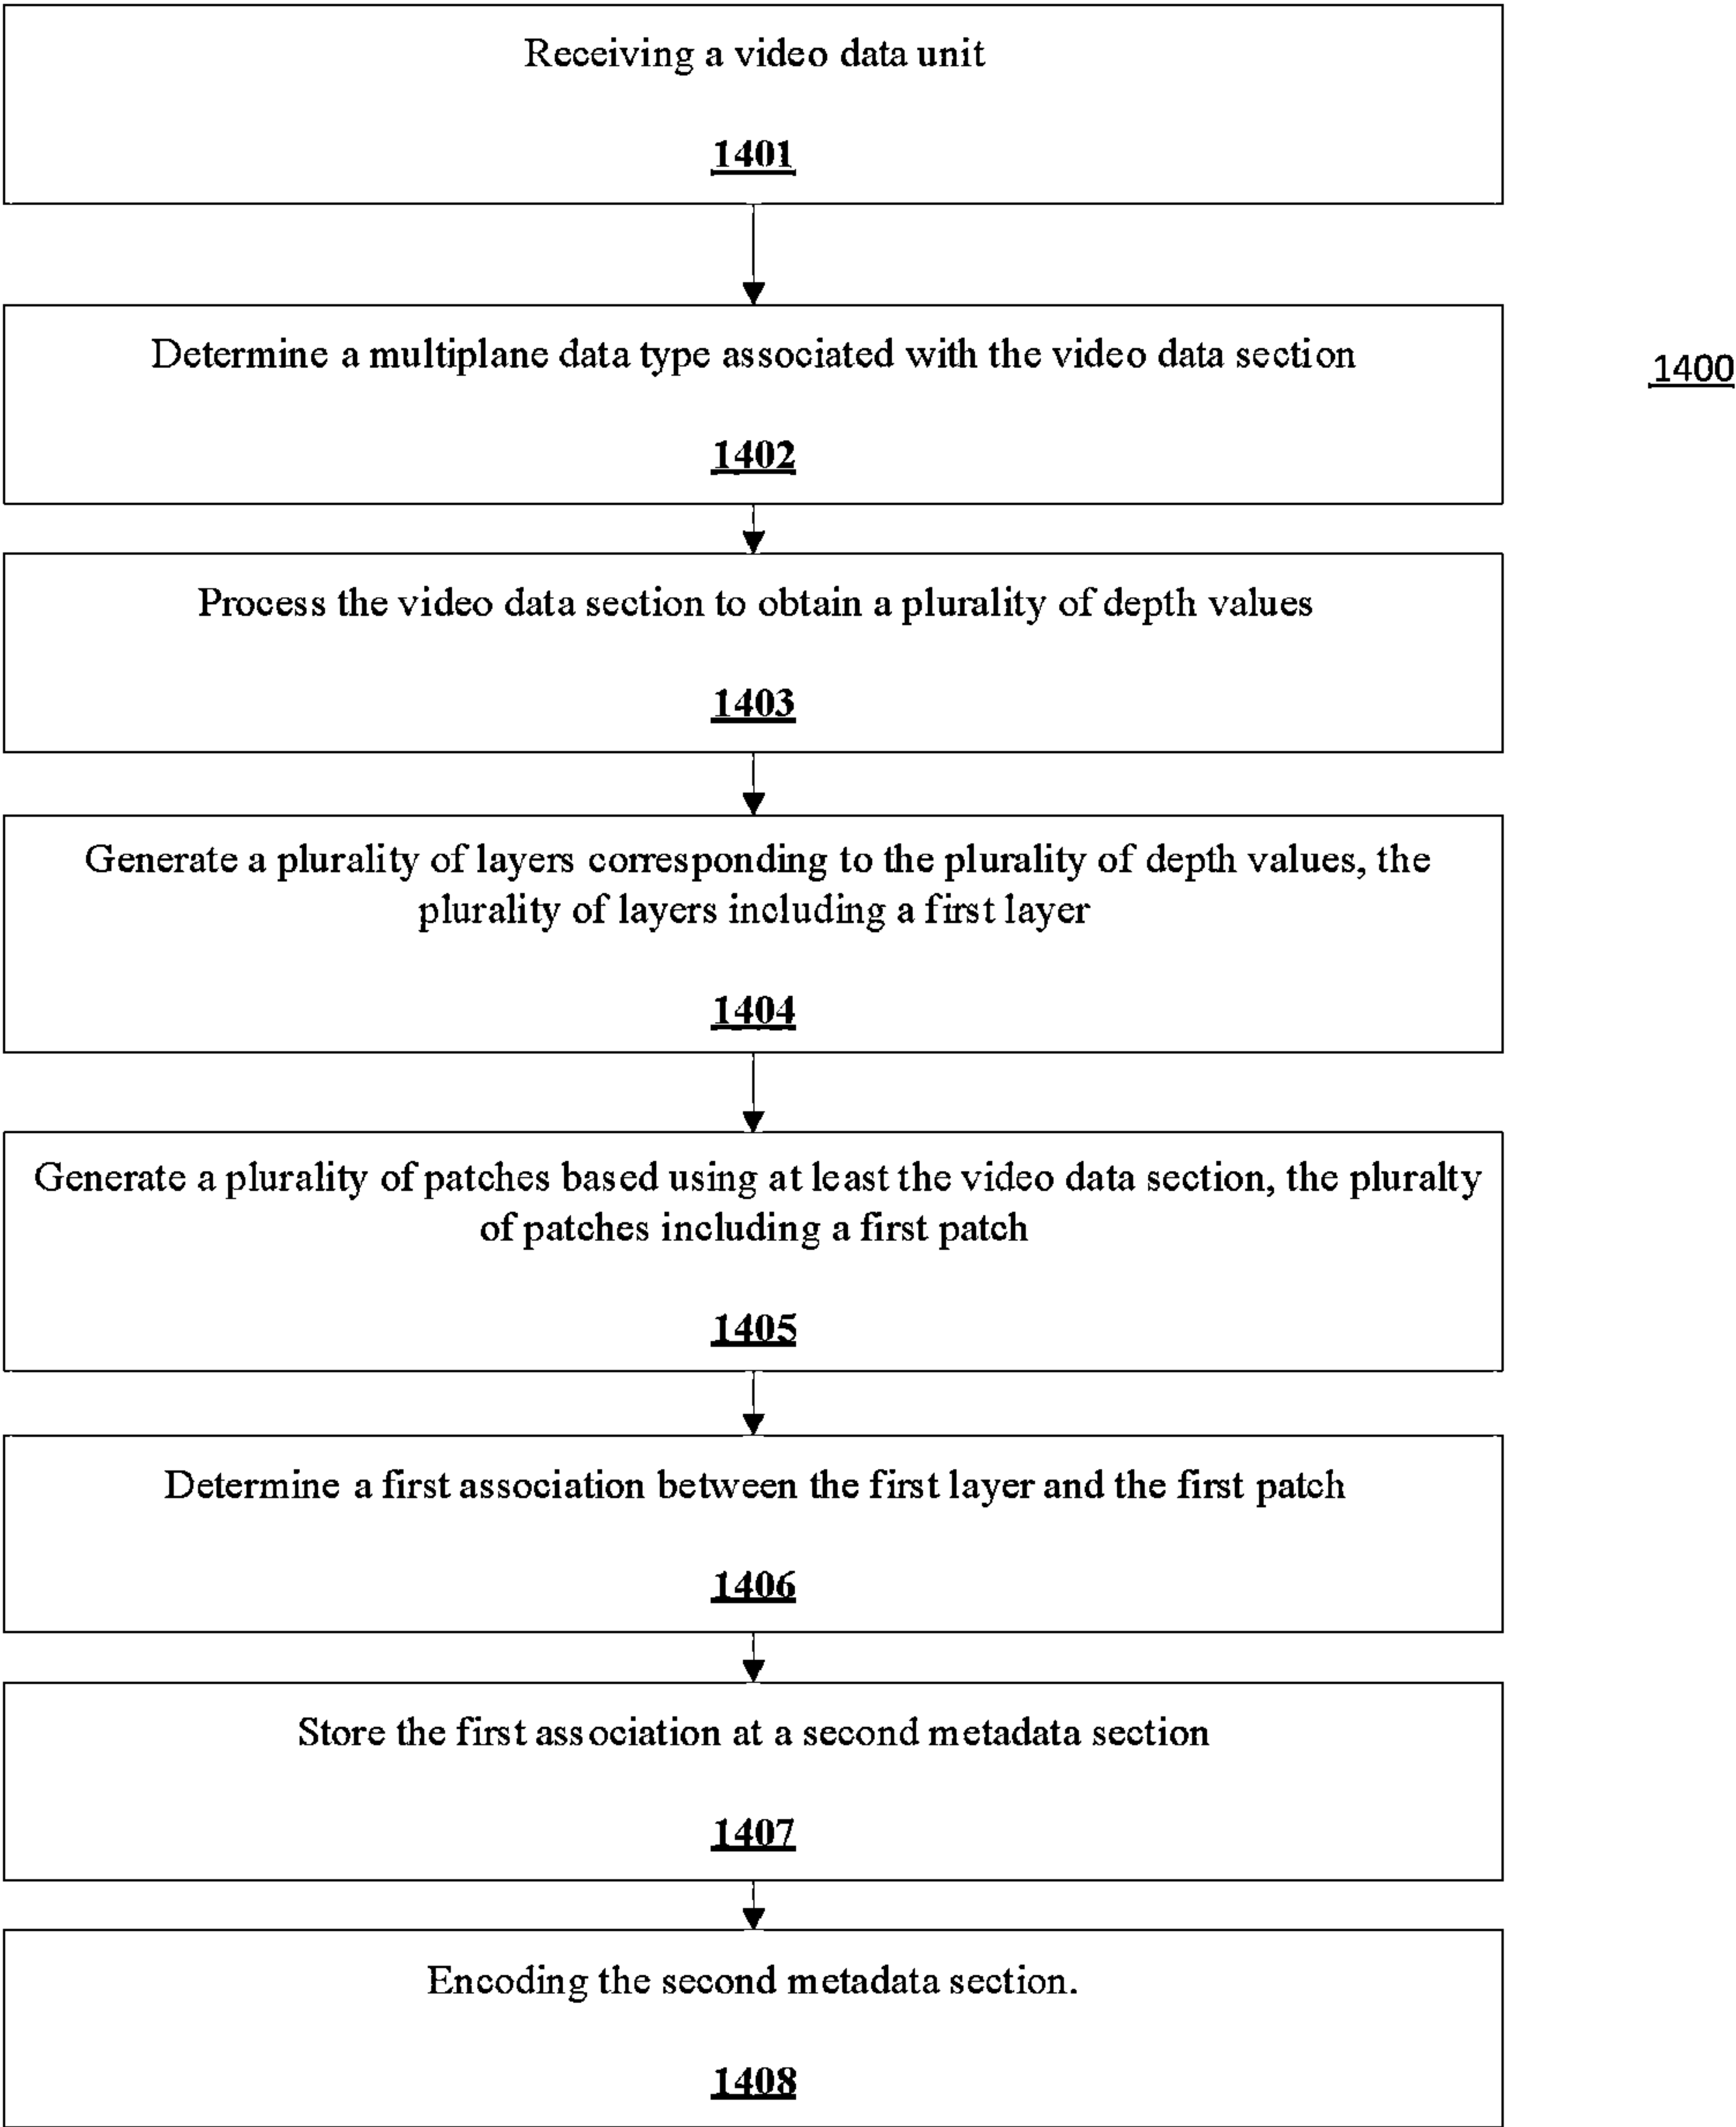 Receiving a video data unit
1401
Determine a multiplane data type associated with the video data section
1400
1402
Process the video data section to obtain a plurality of depth values
1403
Generate a plurality of layers corresponding to the plurality of depth values, the
plurality of layers including a first layer
1404
Generate a plurality of patches based using at least the video data section, the pluralty
of patches including a first patch
1405
Determine a first association between the first layer and the first patch
1406
Store the first association at a second metadata section
1407
Encoding the second metadata section.
1408